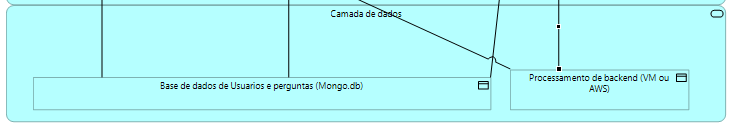 Camada de dados
Base de dados de Usuarios e perguntas (Mongo.db)
Processamento de backend (VM ou
AWS)